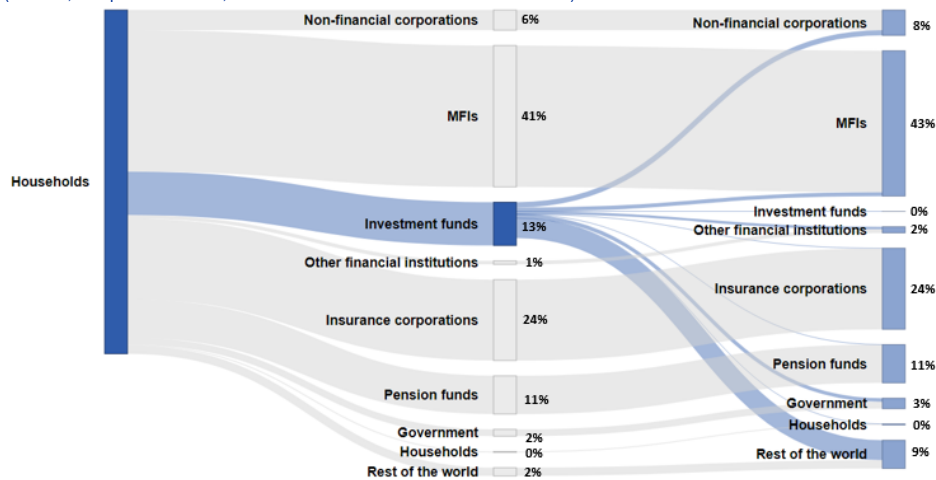 Households
Non-financial corporations 6%
MFIs 41%
Investment funds 13%
Other financial institutions 1%
Insurance corporations 24%
Pension funds 11%
Government 2%
Households 0%
Rest of the world 2%
Non-financial corporations 8%
MFIs 43%
Investment funds 0%
Other financial institutions 2%
Insurance corporations 24%
Pension funds 11%
Government 3%
Households 0%
Rest of the world 9%